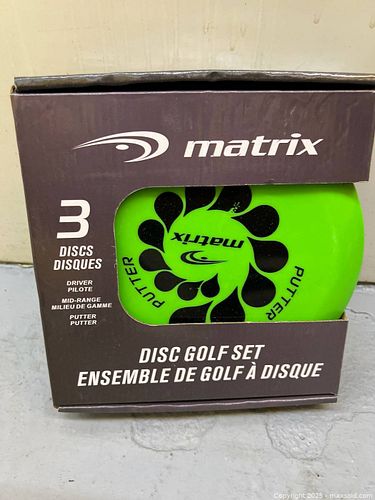 matrix
3
DISCS
DISQUES
DRIVER
PILOTE
MID-RANGE
MILIEU DE GAMME
PUTTER
PUTTER
matrix
PUTTER
PUTTER
DISC GOLF SET
ENSEMBLE DE GOLF À DISQUE
Copyright 2025 - maxsold.com